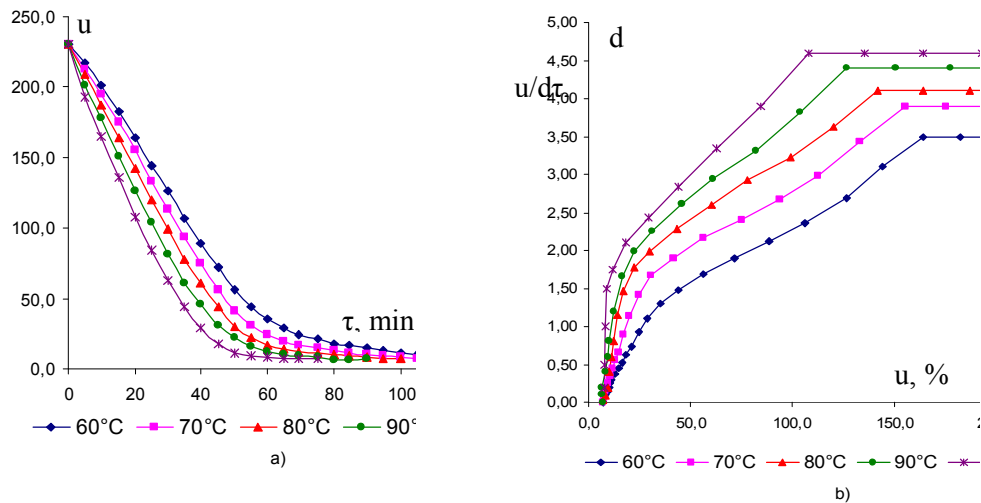 u
250,0
200,0
150,0
100,0
50,0
0,0
0 20 40 60 80 100
τ, min
60°C 70°C 80°C 90°
a)
d
u/dτ
5,00
4,50
4,00
3,50
3,00
2,50
2,00
1,50
1,00
0,50
0,00
0,0 50,0 100,0 150,0 2
u, %
60°C 70°C 80°C 90°C
b)